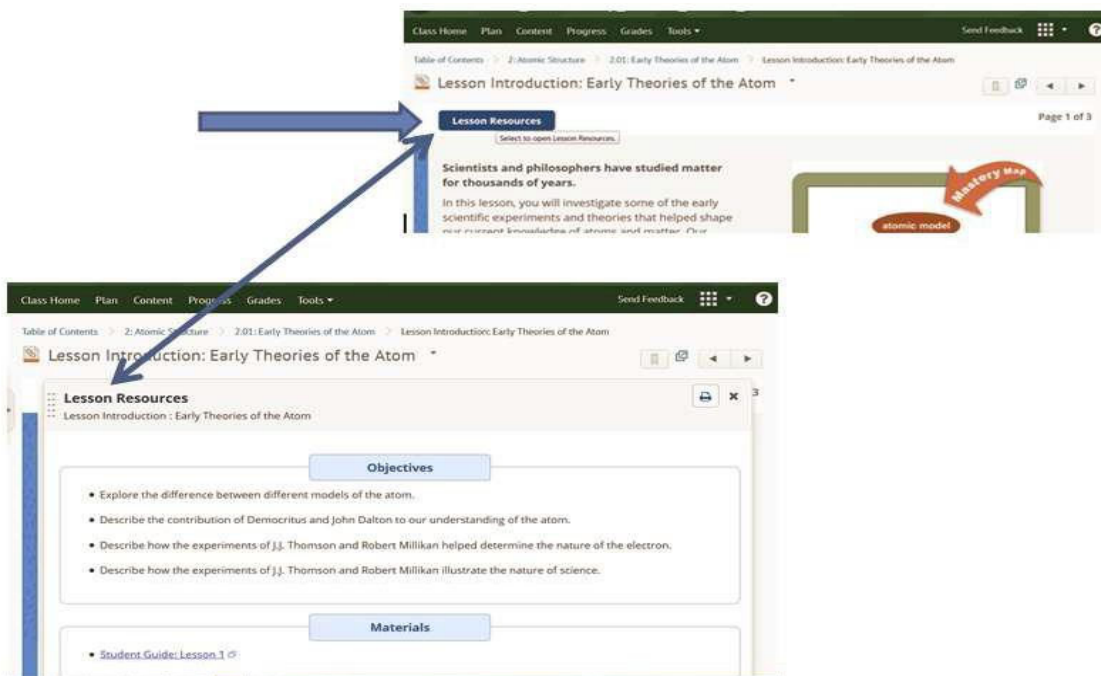 Class Home Plan Content Progress Grades Tools Send Feedback ?
Table of Contents > 2: Atomic Structure > 2.01: Early Theories of the Atom > Lesson Introduction: Early Theories of the Atom
Lesson Introduction: Early Theories of the Atom
Lesson Resources Page 1 of 3
Select to open Lesson Resources.
Scientists and philosophers have studied matter
for thousands of years.
In this lesson, you will investigate some of the early
scientific experiments and theories that helped shape
our current knowledge of atoms and matter. Our
Mastery Map
atomic model
Class Home Plan Content Progress Grades Tools Send Feedback ?
Table of Contents > 2: Atomic Structure > 2.01: Early Theories of the Atom > Lesson Introduction: Early Theories of the Atom
Lesson Introduction: Early Theories of the Atom
Lesson Resources 3
Lesson Introduction : Early Theories of the Atom
Objectives
• Explore the difference between different models of the atom.
• Describe the contribution of Democritus and John Dalton to our understanding of the atom.
• Describe how the experiments of J.J. Thomson and Robert Millikan helped determine the nature of the electron.
• Describe how the experiments of J.J. Thomson and Robert Millikan illustrate the nature of science.
Materials
• Student Guide: Lesson 1